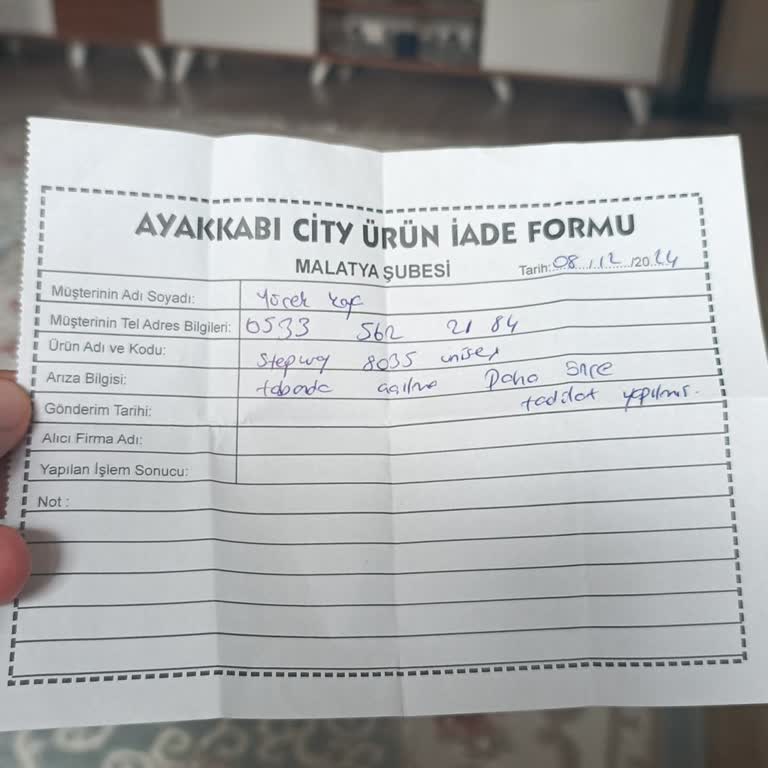 AYAKKABI CİTY ÜRÜN İADE FORMU
MALATYA ŞUBESİ
Tarih: 08 / 12 /2024
Müşterinin Adı Soyadı: Yücel
Müşterinin Tel Adres Bilgileri: 0533 562 21 84
Ürün Adı ve Kodu: Stepway 8035 unisex
Arıza Bilgisi: tabanda açılma Daha önce
tadilat yapılmış.
Gönderim Tarihi:
Alıcı Firma Adı:
Yapılan İşlem Sonucu:
Not :